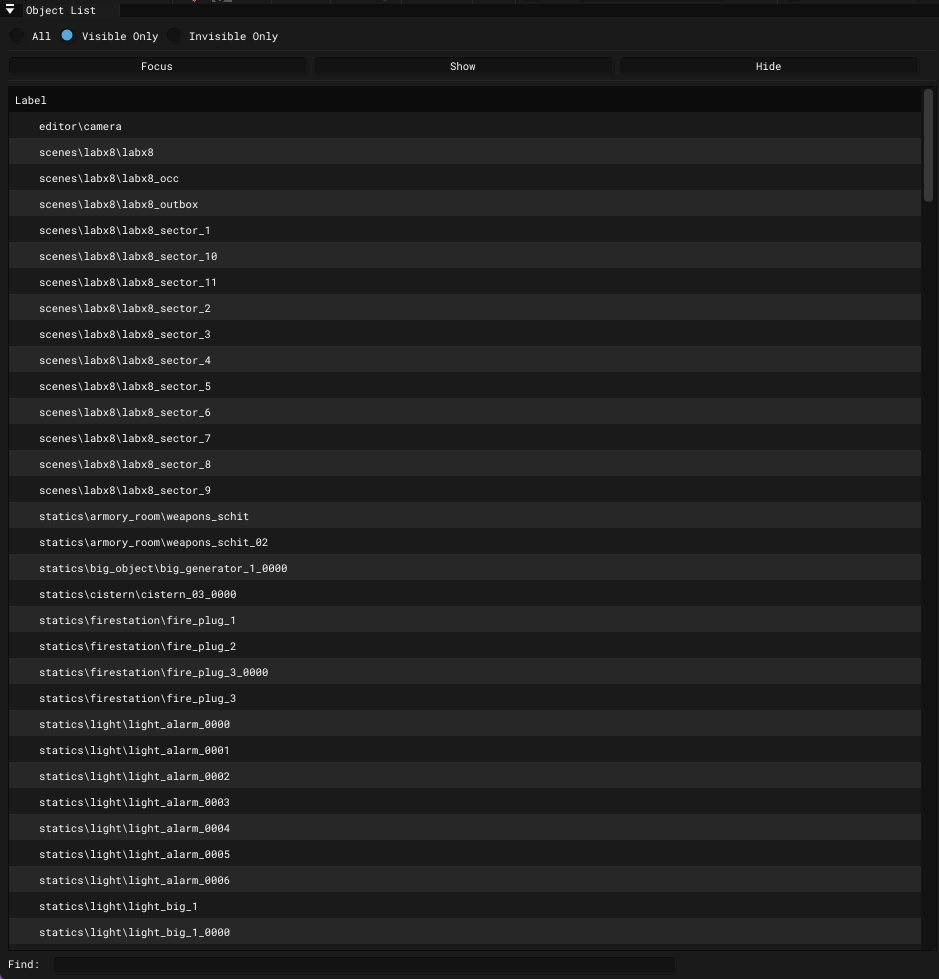 Object List
All Visible Only Invisible Only
Focus Show Hide
Label
editor\camera
scenes\labx8\labx8
scenes\labx8\labx8_occ
scenes\labx8\labx8_outbox
scenes\labx8\labx8_sector_1
scenes\labx8\labx8_sector_10
scenes\labx8\labx8_sector_11
scenes\labx8\labx8_sector_2
scenes\labx8\labx8_sector_3
scenes\labx8\labx8_sector_4
scenes\labx8\labx8_sector_5
scenes\labx8\labx8_sector_6
scenes\labx8\labx8_sector_7
scenes\labx8\labx8_sector_8
scenes\labx8\labx8_sector_9
statics\armory_room\weapons_schit
statics\armory_room\weapons_schit_02
statics\big_object\big_generator_1_0000
statics\cistern\cistern_03_0000
statics\firestation\fire_plug_1
statics\firestation\fire_plug_2
statics\firestation\fire_plug_3_0000
statics\firestation\fire_plug_3
statics\light\light_alarm_0000
statics\light\light_alarm_0001
statics\light\light_alarm_0002
statics\light\light_alarm_0003
statics\light\light_alarm_0004
statics\light\light_alarm_0005
statics\light\light_alarm_0006
statics\light\light_big_1
statics\light\light_big_1_0000
Find: